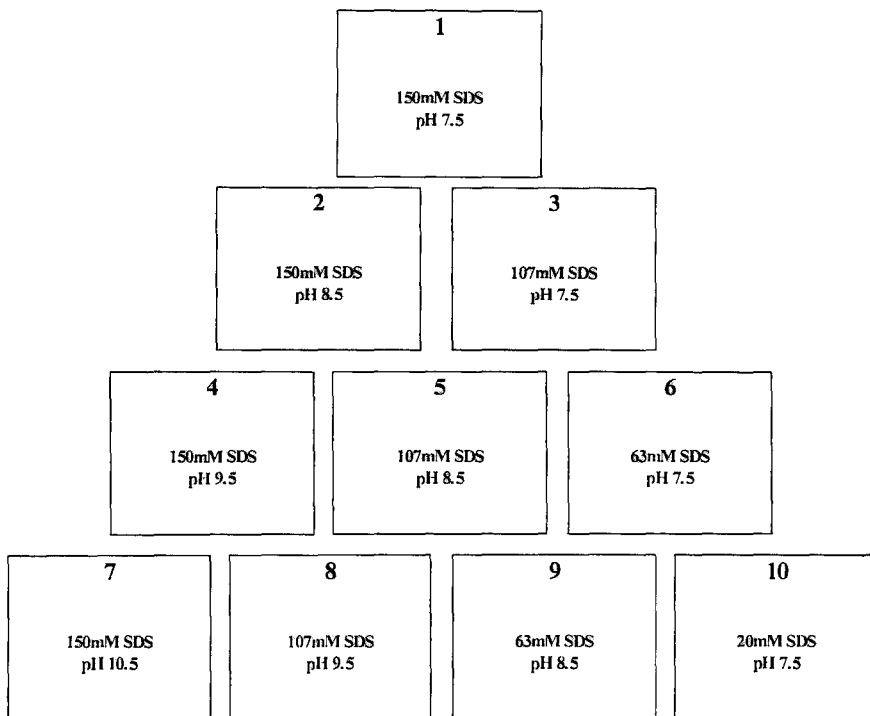 1
150mM SDS
pH 7.5
2
150mM SDS
pH 8.5
3
107mM SDS
pH 7.5
4
150mM SDS
pH 9.5
5
107mM SDS
pH 8.5
6
63mM SDS
pH 7.5
7
150mM SDS
pH 10.5
8
107mM SDS
pH 9.5
9
63mM SDS
pH 8.5
10
20mM SDS
pH 7.5